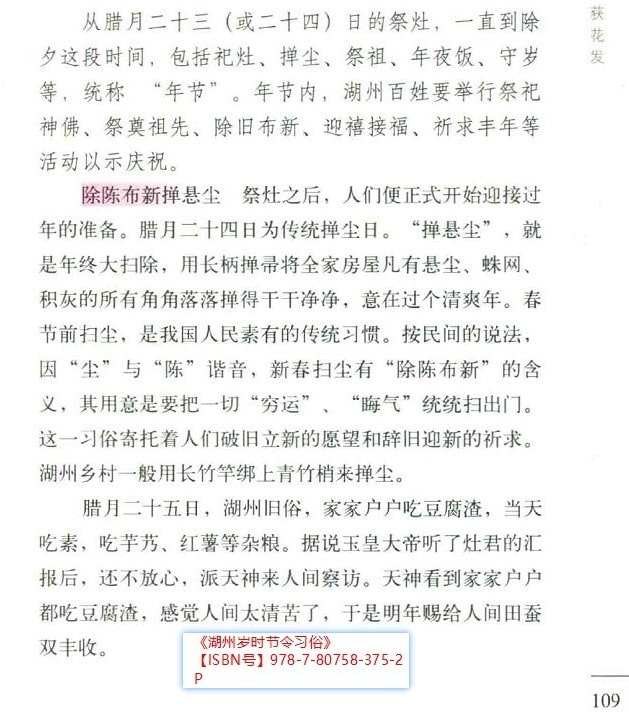 从腊月二十三（或二十四）日的祭灶，一直到除
夕这段时间，包括祀灶、掸尘、祭祖、年夜饭、守岁
等，统称 “年节”。年节内，湖州百姓要举行祭祀
神佛、祭奠祖先、除旧布新、迎禧接福、祈求丰年等
活动以示庆祝。
除陈布新掸悬尘 祭灶之后，人们便正式开始迎接过
年的准备。腊月二十四日为传统掸尘日。“掸悬尘”，就
是年终大扫除，用长柄掸帚将全家房屋凡有悬尘、蛛网、
积灰的所有角角落落掸得干干净净，意在过个清爽年。春
节前扫尘，是我国人民素有的传统习惯。按民间的说法，
因“尘”与“陈”谐音，新春扫尘有“除陈布新”的含
义，其用意是要把一切“穷运”、“晦气”统统扫出门。
这一习俗寄托着人们破旧立新的愿望和辞旧迎新的祈求。
湖州乡村一般用长竹竿绑上青竹梢来掸尘。
腊月二十五日，湖州旧俗，家家户户吃豆腐渣，当天
吃素，吃芋艿、红薯等杂粮。据说玉皇大帝听了灶君的汇
报后，还不放心，派天神来人间察访。天神看到家家户户
都吃豆腐渣，感觉人间太清苦了，于是明年赐给人间田蚕
双丰收。
《湖州岁时节令习俗》
【ISBN号】978-7-80758-375-2
P
荻花发
109